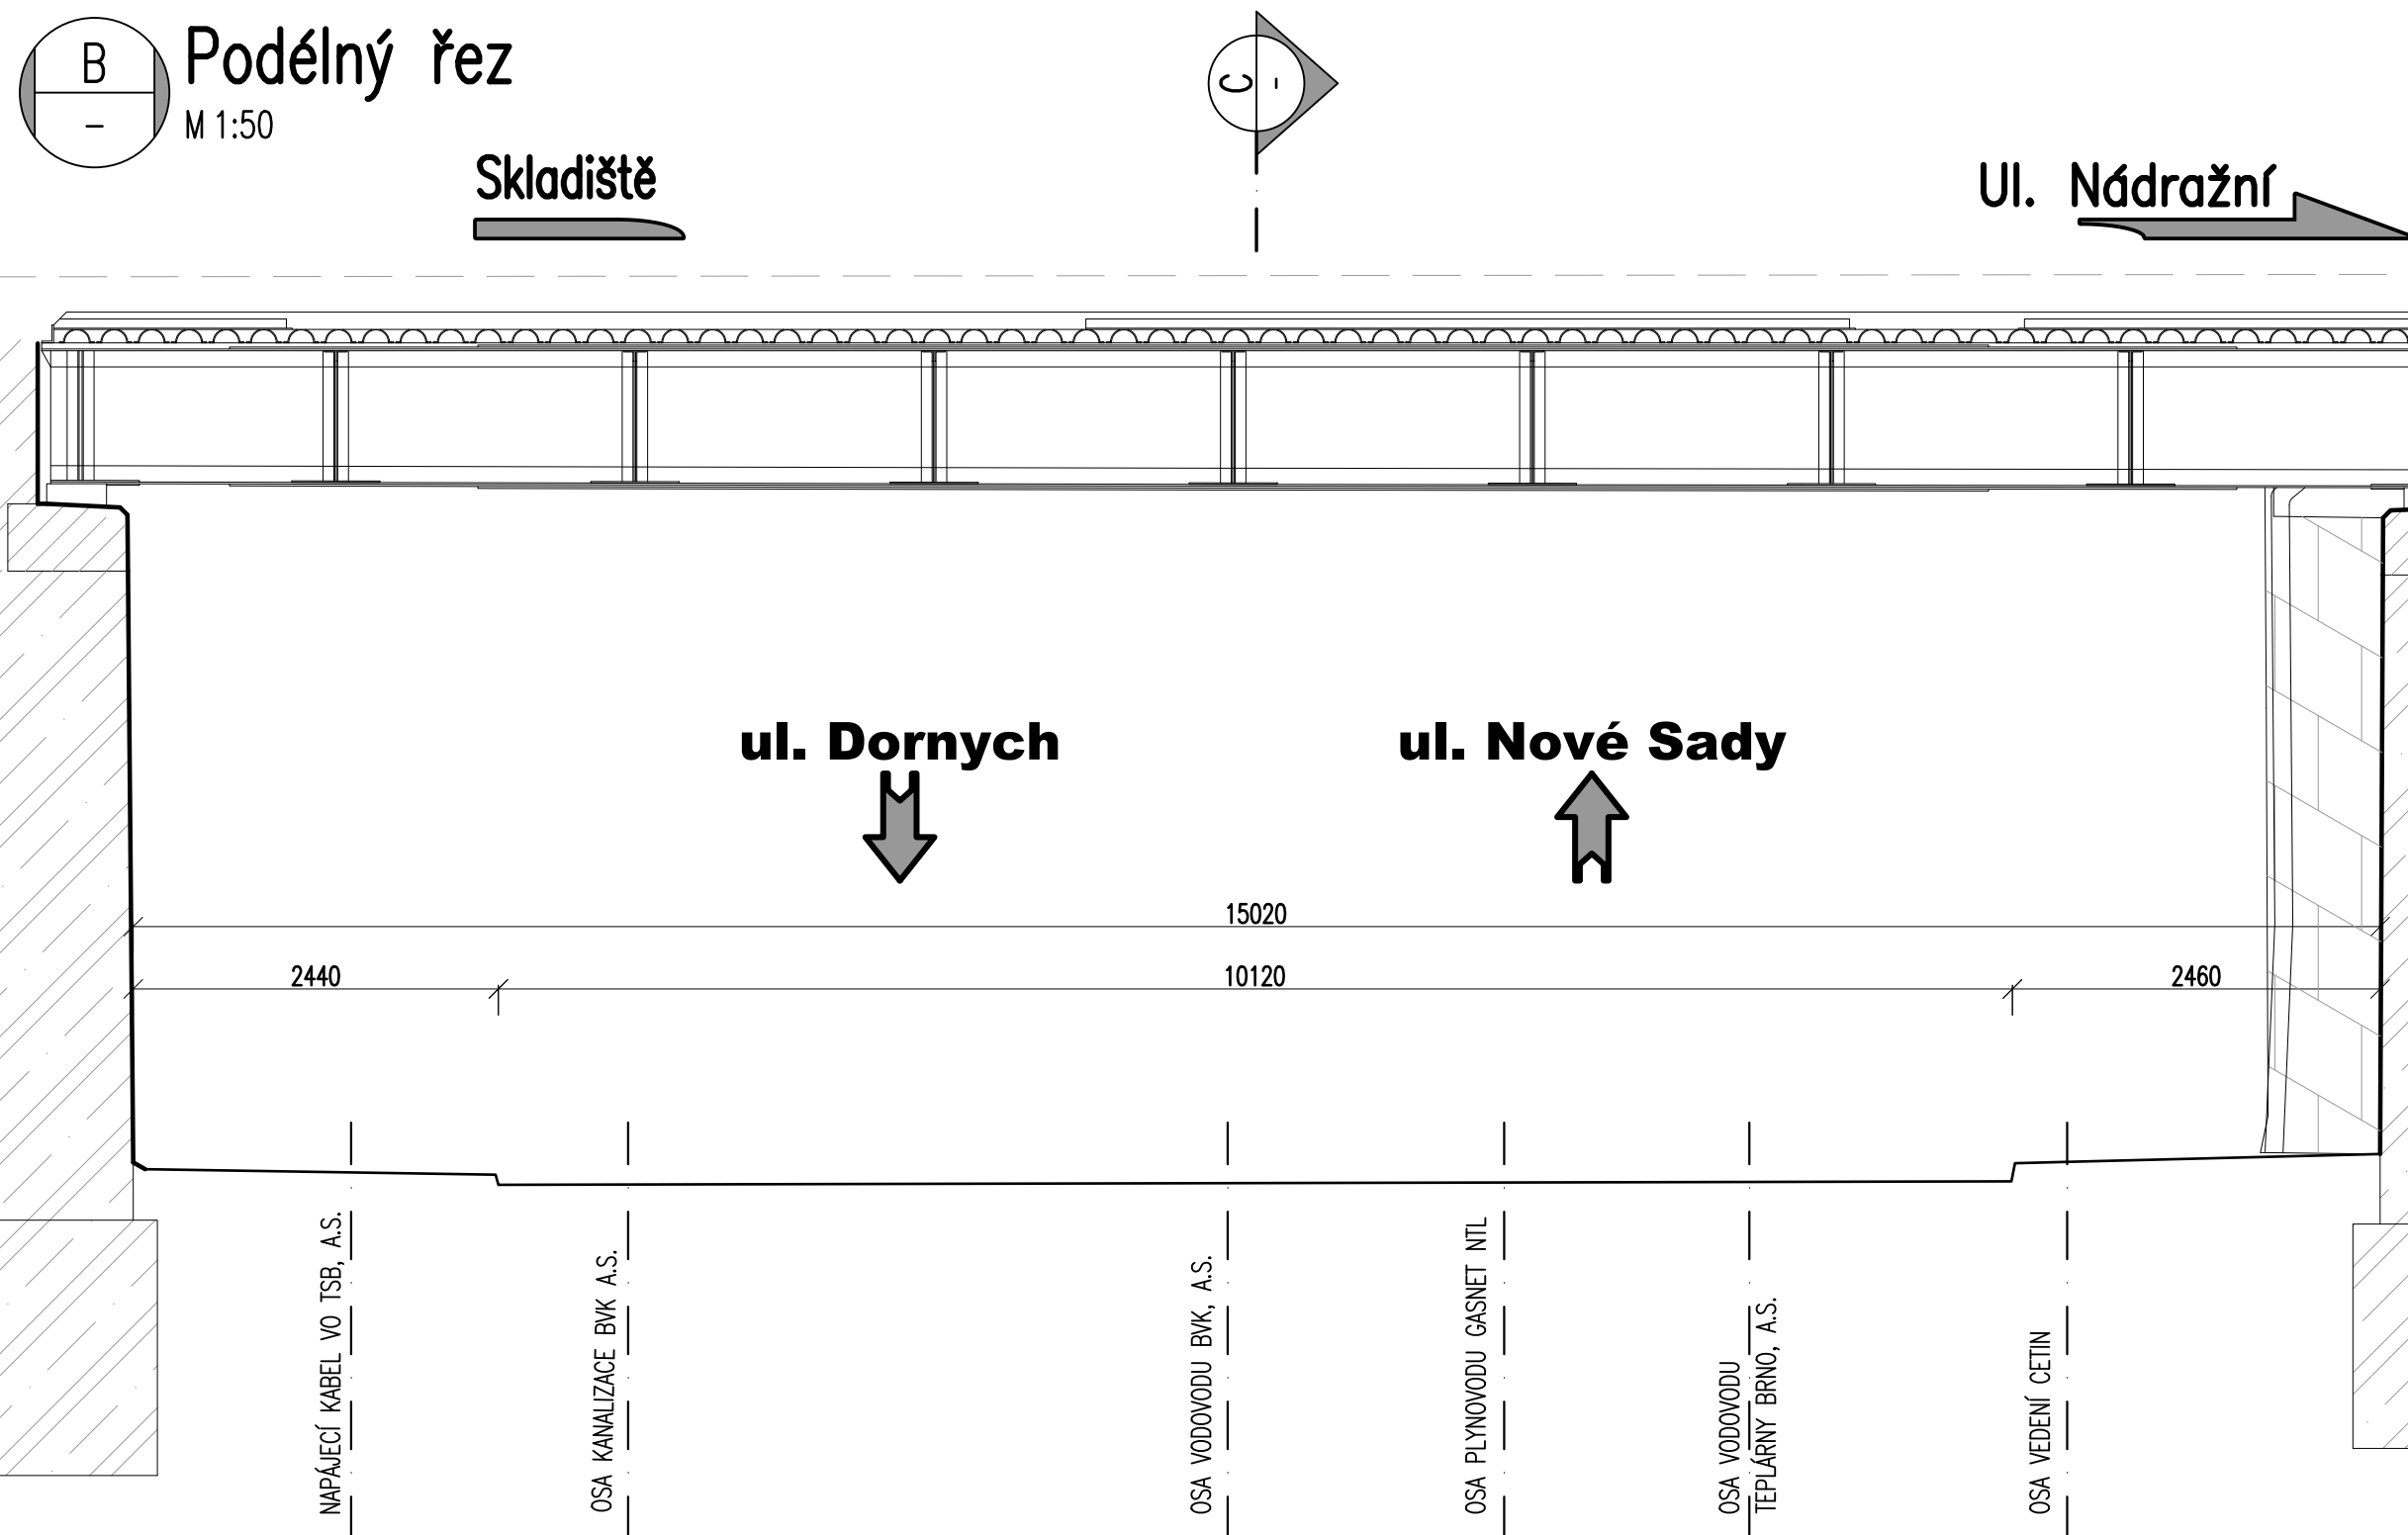 B
-
Podélný řez
M 1:50
C
-
Skladiště
Ul. Nádražní
ul. Dornych
ul. Nové Sady
15020
2440
10120
2460
NAPÁJECÍ KABEL VO TSB, A.S.
OSA KANALIZACE BVK A.S.
OSA VODOVODU BVK, A.S.
OSA PLYNOVODU GASNET NTL
OSA VODOVODU
TEPLÁRNY BRNO, A.S.
OSA VEDENÍ CETIN